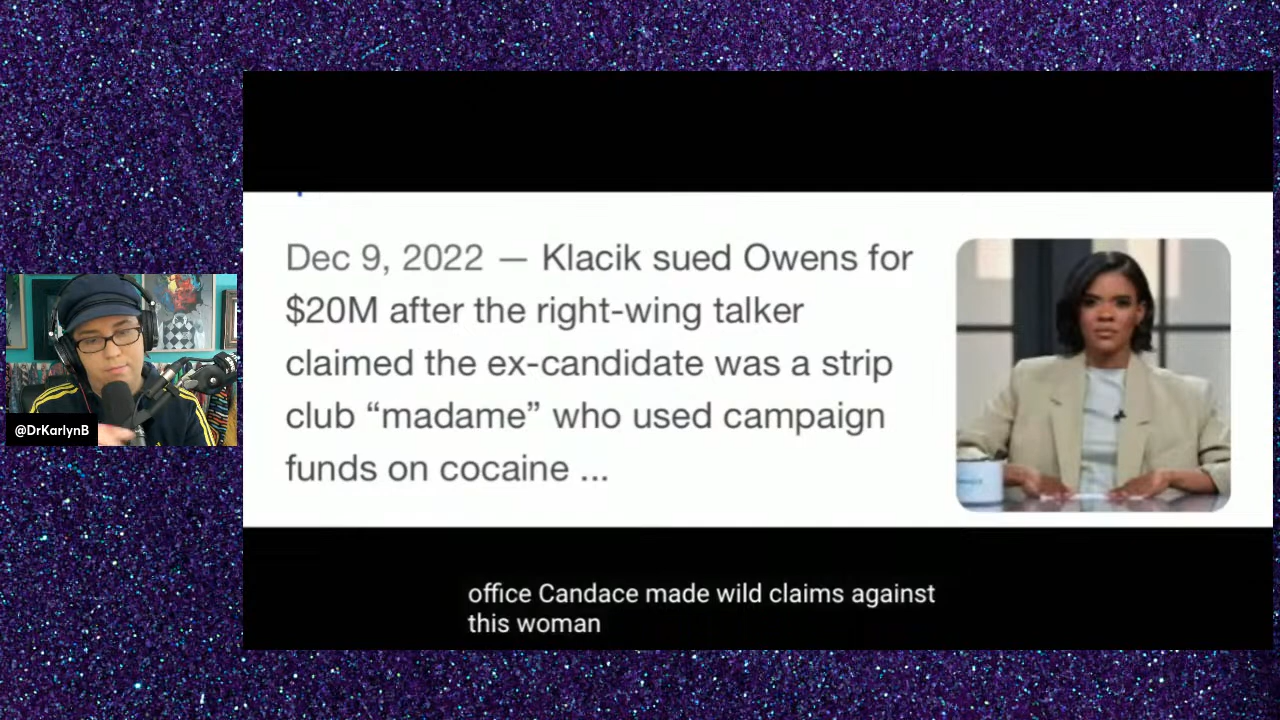 Dec 9, 2022 — Klacik sued Owens for
$20M after the right-wing talker
claimed the ex-candidate was a strip
club “madame” who used campaign
funds on cocaine ...
@DrKarlynB
office Candace made wild claims against
this woman